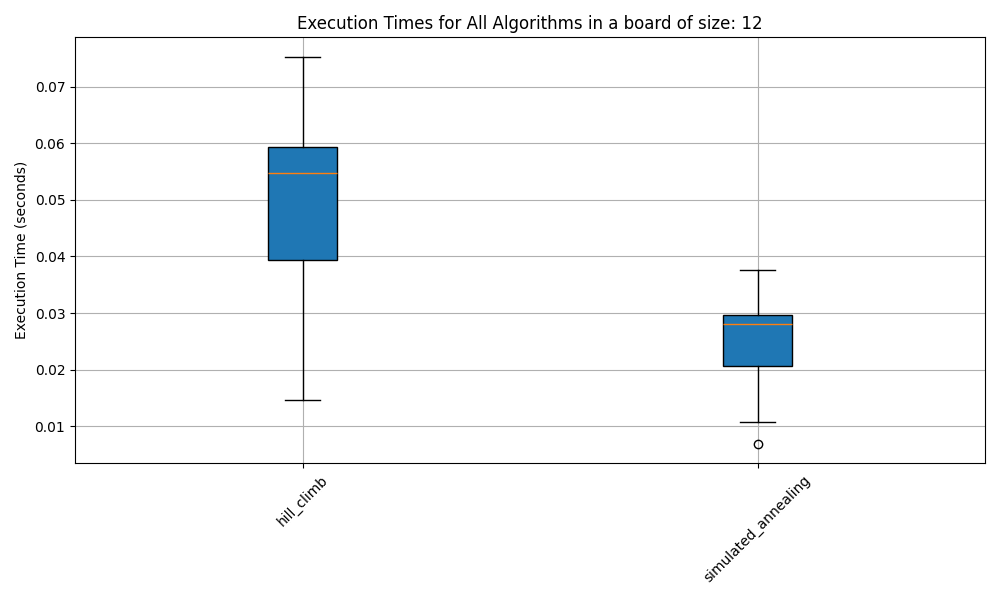 Execution Times for All Algorithms in a board of size: 12
Execution Time (seconds)
0.07
0.06
0.05
0.04
0.03
0.02
0.01
hill_climb
simulated_annealing